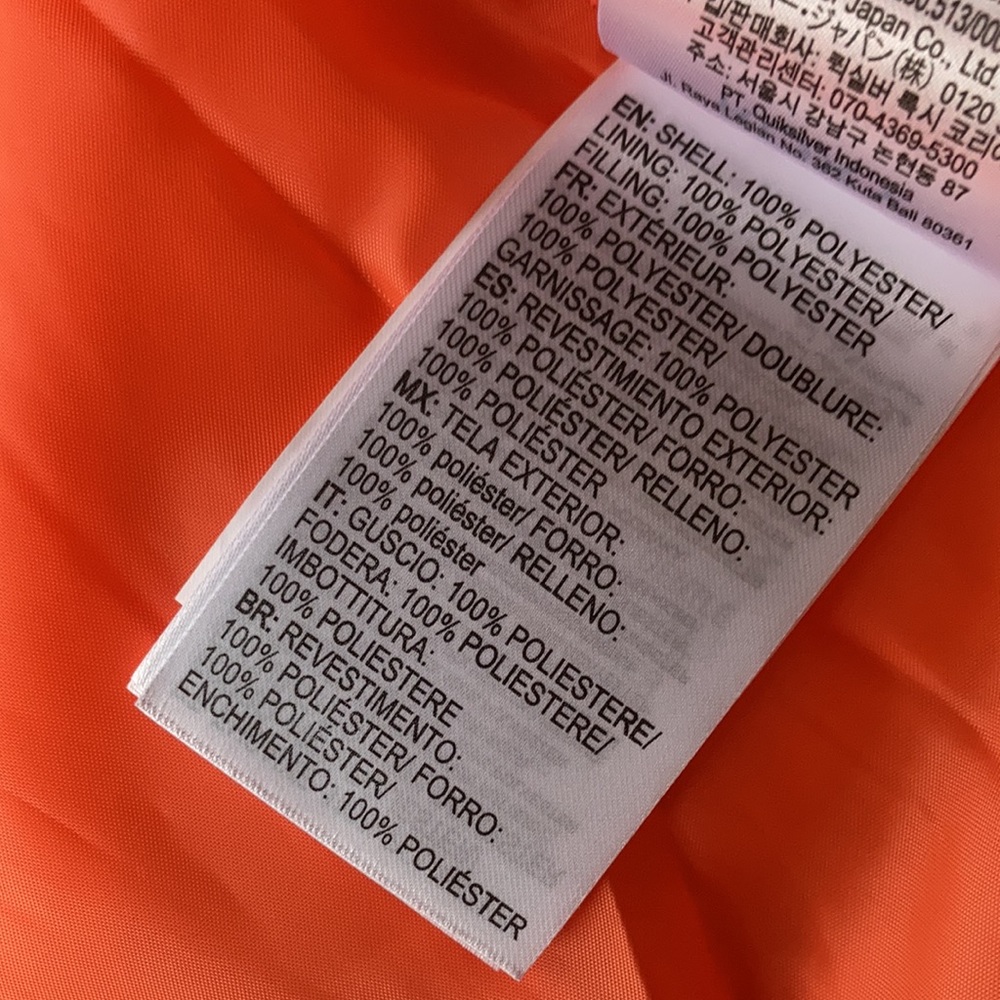 .513/000
Japan Co., Ltd.
ジャパン(株) 0120
판매회사: 퀵실버 록시 코리아
고객관리센터: 070-4369-5300
주소: 서울시 강남구 논현동 87
PT. Quiksilver Indonesia
Jl. Raya Legian No. 362 Kuta Bali 80361
EN: SHELL: 100% POLYESTER/
LINING: 100% POLYESTER/
FILLING: 100% POLYESTER
FR: EXTÉRIEUR:
100% POLYESTER/ DOUBLURE:
100% POLYESTER/
GARNISSAGE: 100% POLYESTER
ES: REVESTIMIENTO EXTERIOR:
100% POLIÉSTER/ FORRO:
100% POLIÉSTER/ RELLENO:
100% POLIÉSTER
MX: TELA EXTERIOR.
100% poliéster/ FORRO:
100% poliéster/ RELLENO:
100% poliéster
IT: GUSCIO: 100% POLIESTERE/
FODERA: 100% POLIESTERE/
IMBOTTITURA:
100% POLIESTERE
BR: REVESTIMENTO:
100% POLIÉSTER/ FORRO:
100% POLIÉSTER/
ENCHIMENTO: 100% POLIÉSTER